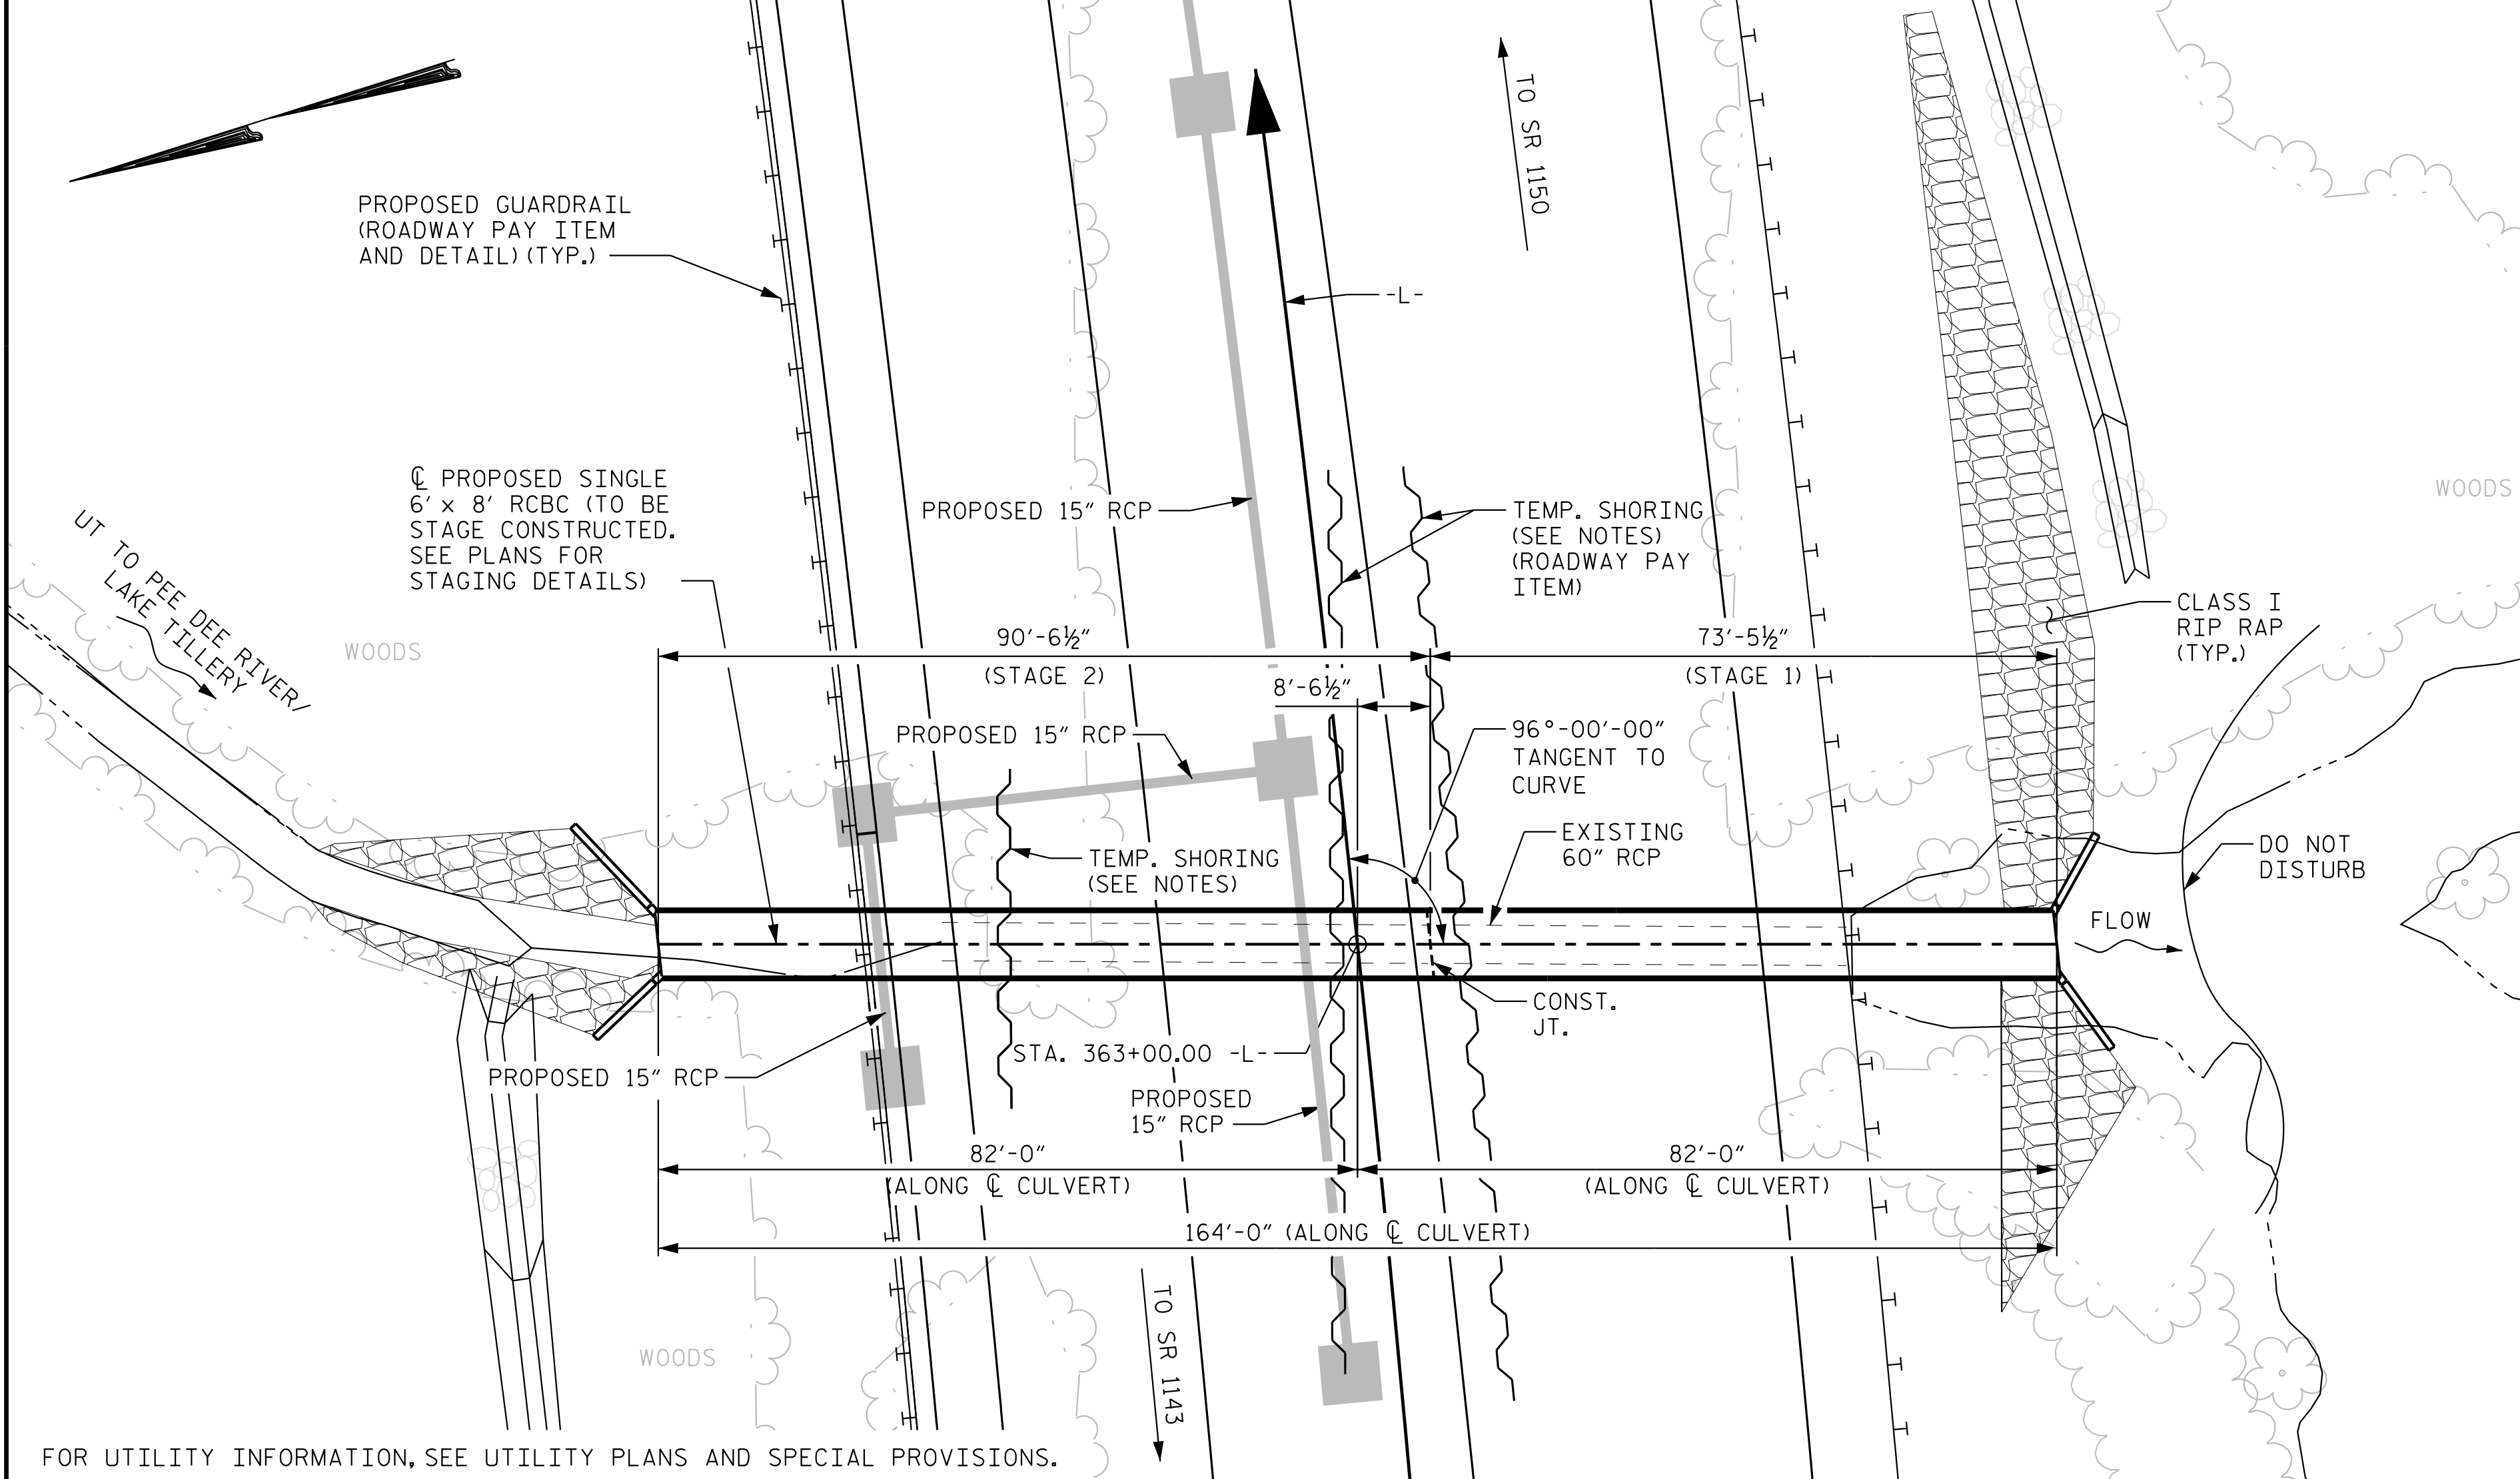 TO SR 1150
PROPOSED GUARDRAIL
(ROADWAY PAY ITEM
AND DETAIL) (TYP.)
-L-
℄ PROPOSED SINGLE
6' x 8' RCBC (TO BE
STAGE CONSTRUCTED.
SEE PLANS FOR
STAGING DETAILS)
PROPOSED 15" RCP
TEMP. SHORING
(SEE NOTES)
(ROADWAY PAY
ITEM)
WOODS
UT TO PEE DEE RIVER/
LAKE TILLERY
WOODS
CLASS I
RIP RAP
(TYP.)
90'-6½"
(STAGE 2)
73'-5½"
(STAGE 1)
8'-6½"
PROPOSED 15" RCP
96°-00'-00"
TANGENT TO
CURVE
EXISTING
60" RCP
TEMP. SHORING
(SEE NOTES)
DO NOT
DISTURB
FLOW
CONST.
JT.
STA. 363+00.00 -L-
PROPOSED 15" RCP
PROPOSED
15" RCP
82'-0"
(ALONG ℄ CULVERT)
82'-0"
(ALONG ℄ CULVERT)
164'-0" (ALONG ℄ CULVERT)
TO SR 1143
WOODS
FOR UTILITY INFORMATION, SEE UTILITY PLANS AND SPECIAL PROVISIONS.